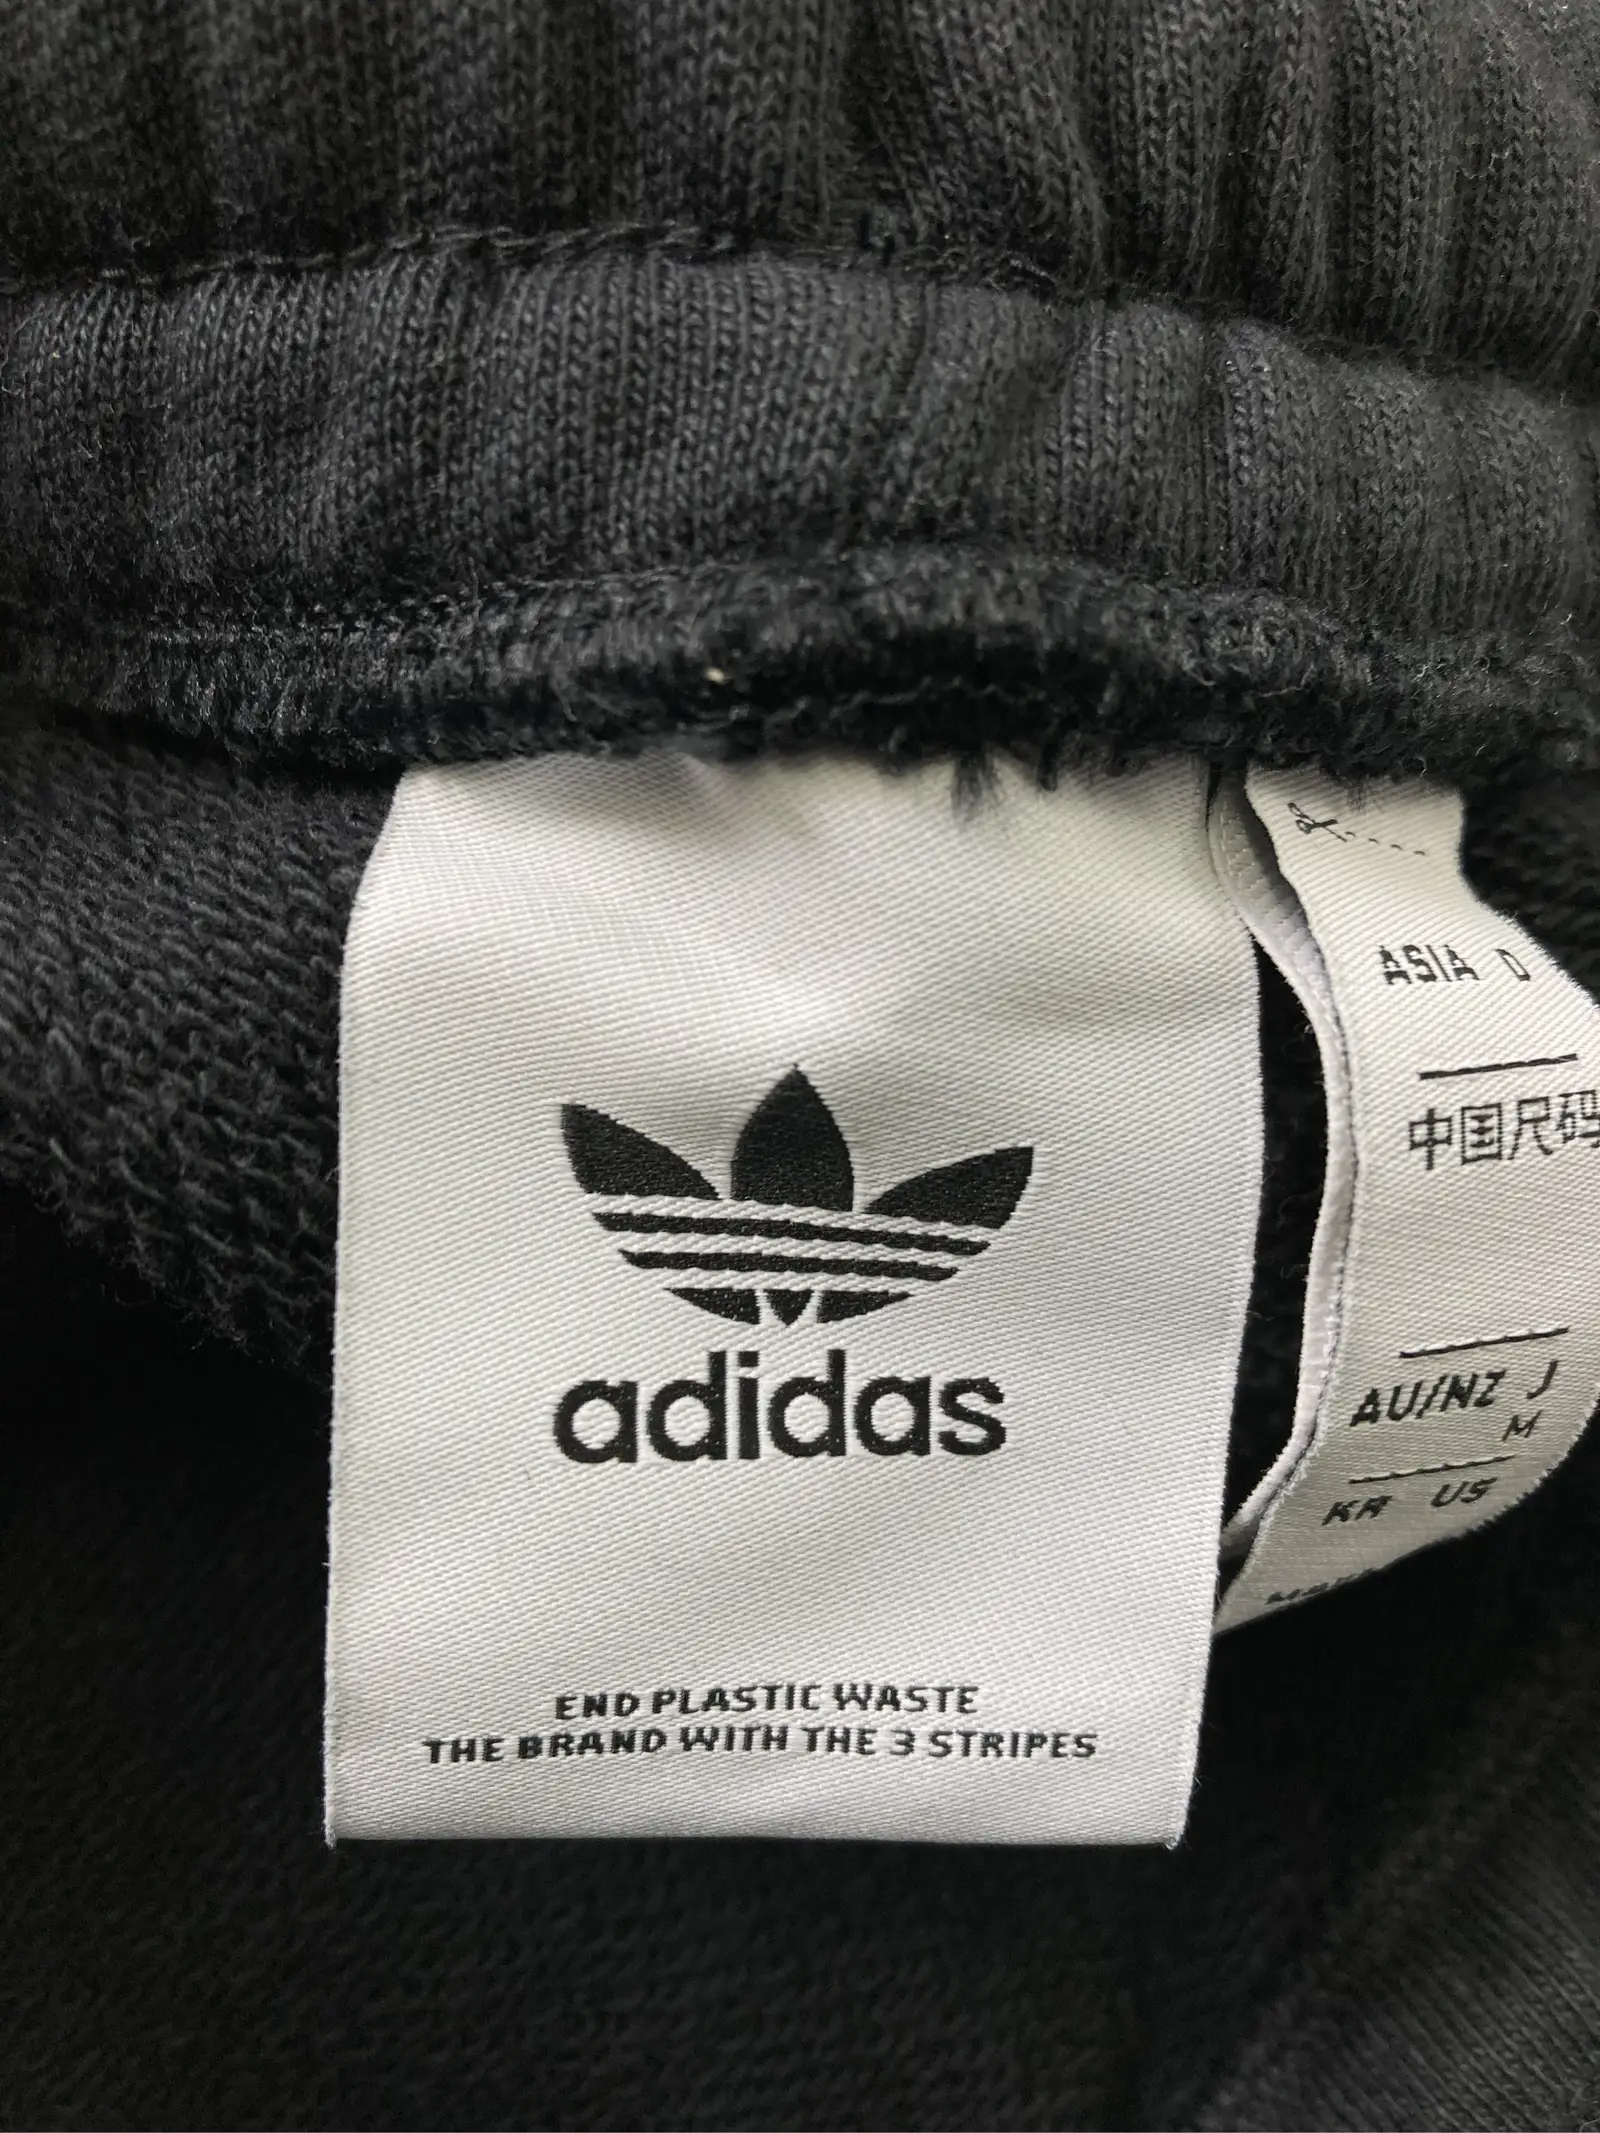 adidas
END PLASTIC WASTE
THE BRAND WITH THE 3 STRIPES
ASIA D
中国尺码
AU/NZ J
M
KR US